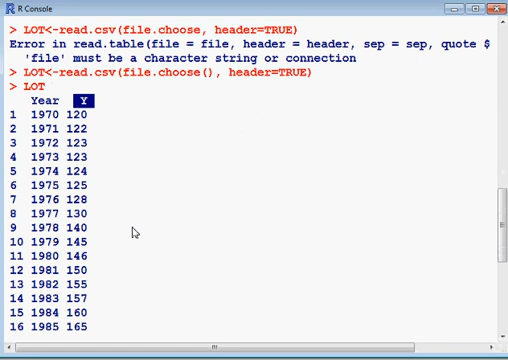 R Console
> LOT<-read.csv(file.choose, header=TRUE)
Error in read.table(file = file, header = header, sep = sep, quote $
  'file' must be a character string or connection
> LOT<-read.csv(file.choose(), header=TRUE)
> LOT
   Year   Y
1  1970 120
2  1971 122
3  1972 123
4  1973 123
5  1974 124
6  1975 125
7  1976 128
8  1977 130
9  1978 140
10 1979 145
11 1980 146
12 1981 150
13 1982 155
14 1983 157
15 1984 160
16 1985 165